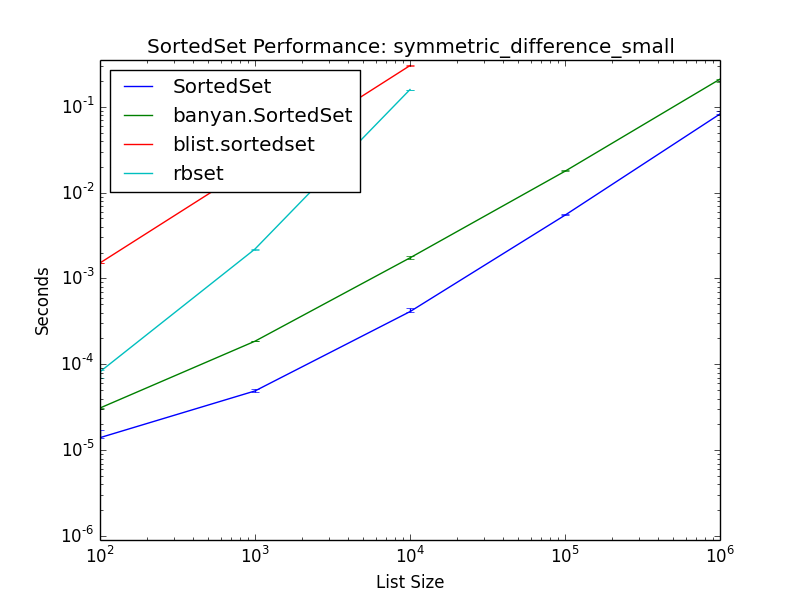 SortedSet Performance: symmetric_difference_small
SortedSet
banyan.SortedSet
blist.sortedset
rbset
Seconds
10^-1
10^-2
10^-3
10^-4
10^-5
10^-6
10^2 10^3 10^4 10^5 10^6
List Size